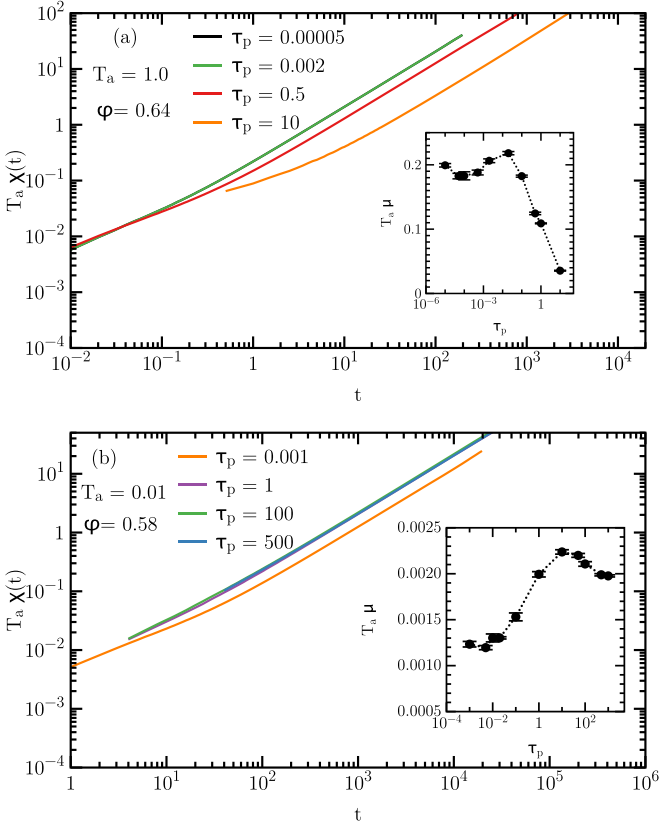 10²
(a)
τp = 0.00005
10¹
Ta = 1.0
τp = 0.002
φ= 0.64
τp = 0.5
1
τp = 10
Ta χ(t)
10⁻¹
10⁻²
10⁻³
10⁻⁴
0.2
0.1
0
Ta μ
10⁻⁶ 10⁻³ 1
τp
10⁻² 10⁻¹ 1 10¹ 10² 10³ 10⁴
t
(b)
τp = 0.001
10¹
Ta = 0.01
τp = 1
φ= 0.58
τp = 100
1
τp = 500
Ta χ(t)
10⁻¹
10⁻²
10⁻³
10⁻⁴
0.0025
0.0020
0.0015
0.0010
0.0005
Ta μ
10⁻⁴ 10⁻² 1 10²
τp
1 10¹ 10² 10³ 10⁴ 10⁵ 10⁶
t